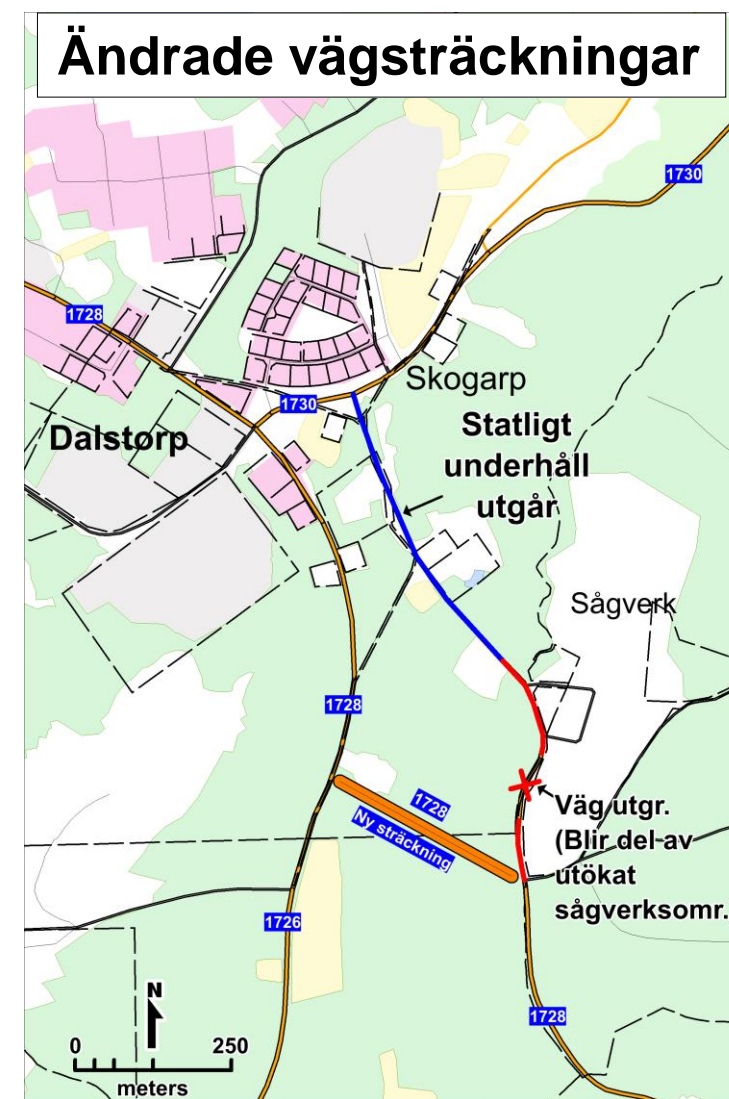 Ändrade vägsträckningar
1730
1728
Skogarp
1730
Statligt
underhåll
utgår
Dalstorp
Sågverk
1728
1728
Ny sträckning
Väg utgr.
(Blir del av
utökat
sågverksomr.
1726
N
0 250
meters
1728